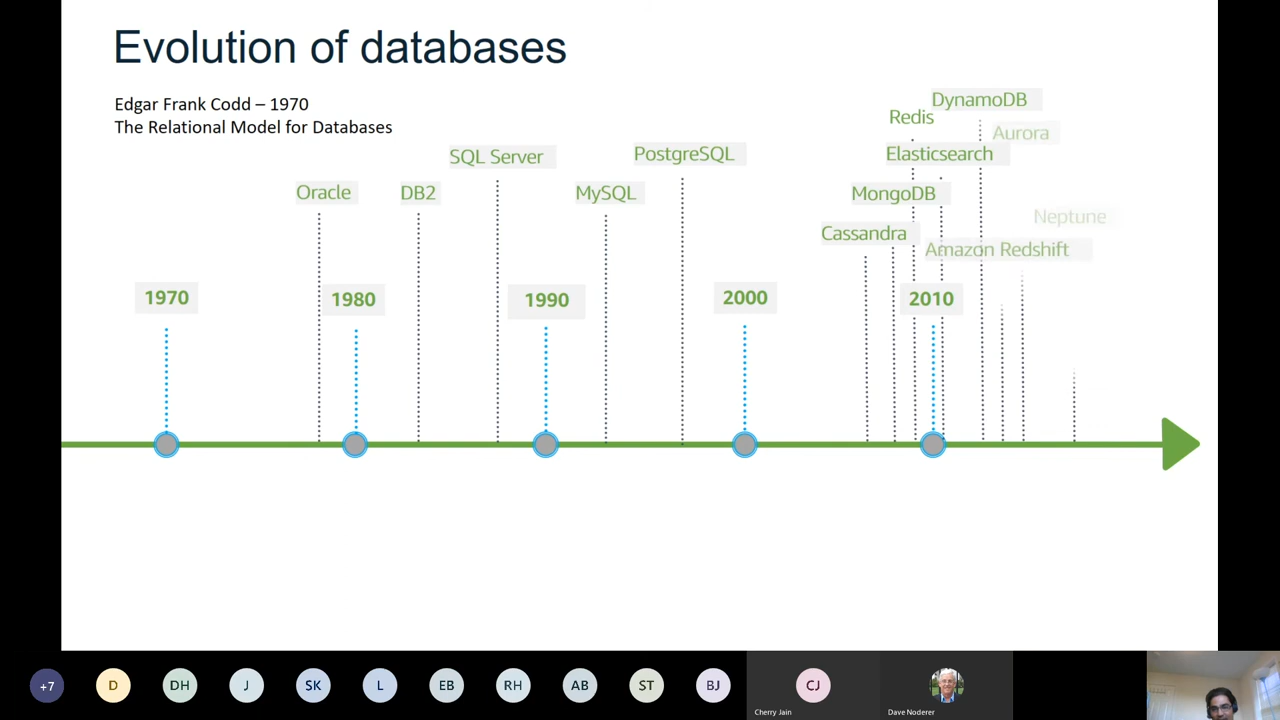 Evolution of databases
Edgar Frank Codd – 1970
The Relational Model for Databases
DynamoDB
Redis
Aurora
SQL Server
PostgreSQL
Elasticsearch
Oracle
DB2
MySQL
MongoDB
Neptune
Cassandra
Amazon Redshift
1970
1980
1990
2000
2010
+7
D
DH
J
SK
L
EB
RH
AB
ST
BJ
CJ
Cherry Jain
Dave Noderer